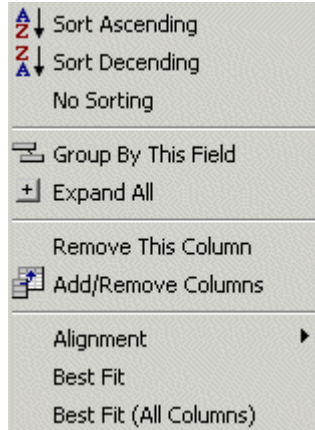 Sort Ascending
Sort Decending
No Sorting
Group By This Field
Expand All
Remove This Column
Add/Remove Columns
Alignment
Best Fit
Best Fit (All Columns)